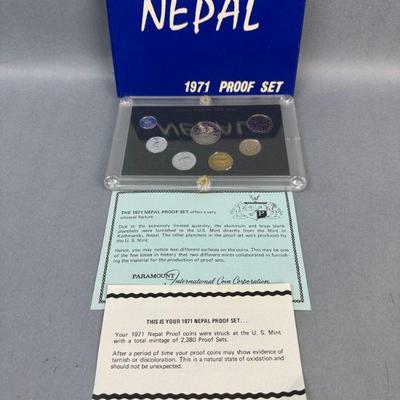 NEPAL
1971 PROOF SET
NEPAL
THE 1971 NEPAL PROOF SET offers a very
unusual feature.
Due to the extremely limited quantity, the aluminum and brass blank
planchets were furnished to the U.S. Mint directly from the Mint in
Kathmandu, Nepal. The other planchets in the proof set are produced
by the U.S. Mint.
Hence, you may notice two different surfaces on the coins. This may be one
of the few times in history that two different mints collaborated in furnish-
ing the material for the production of proof sets.
PARAMOUNT
International Coin Corporation
THIS IS YOUR 1971 NEPAL PROOF SET...
Your 1971 Nepal Proof coins were struck at the U. S. Mint
with a total mintage of 2,380 Proof Sets.
After a period of time your proof coins may show evidence of
tarnish or discoloration. This is a natural state of oxidation and
should not be unexpected.